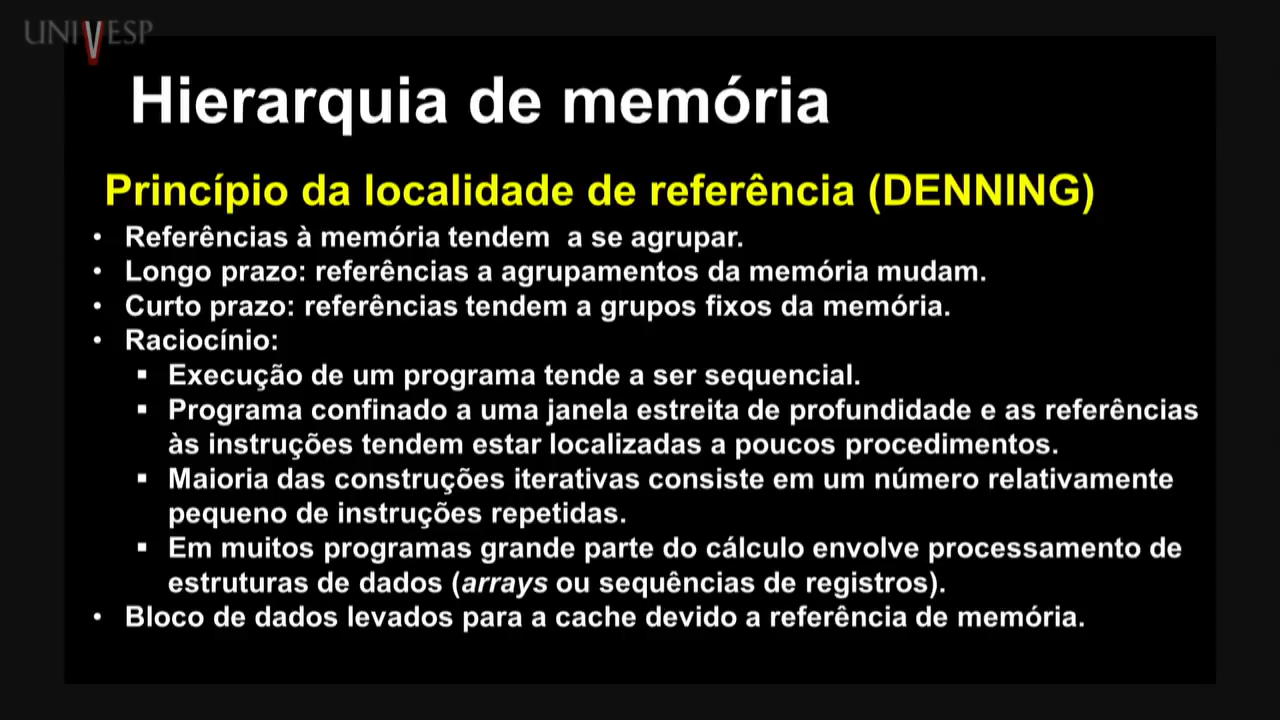 UNIVESP
Hierarquia de memória
Princípio da localidade de referência (DENNING)
• Referências à memória tendem a se agrupar.
• Longo prazo: referências a agrupamentos da memória mudam.
• Curto prazo: referências tendem a grupos fixos da memória.
• Raciocínio:
▪ Execução de um programa tende a ser sequencial.
▪ Programa confinado a uma janela estreita de profundidade e as referências
às instruções tendem estar localizadas a poucos procedimentos.
▪ Maioria das construções iterativas consiste em um número relativamente
pequeno de instruções repetidas.
▪ Em muitos programas grande parte do cálculo envolve processamento de
estruturas de dados (arrays ou sequências de registros).
• Bloco de dados levados para a cache devido a referência de memória.